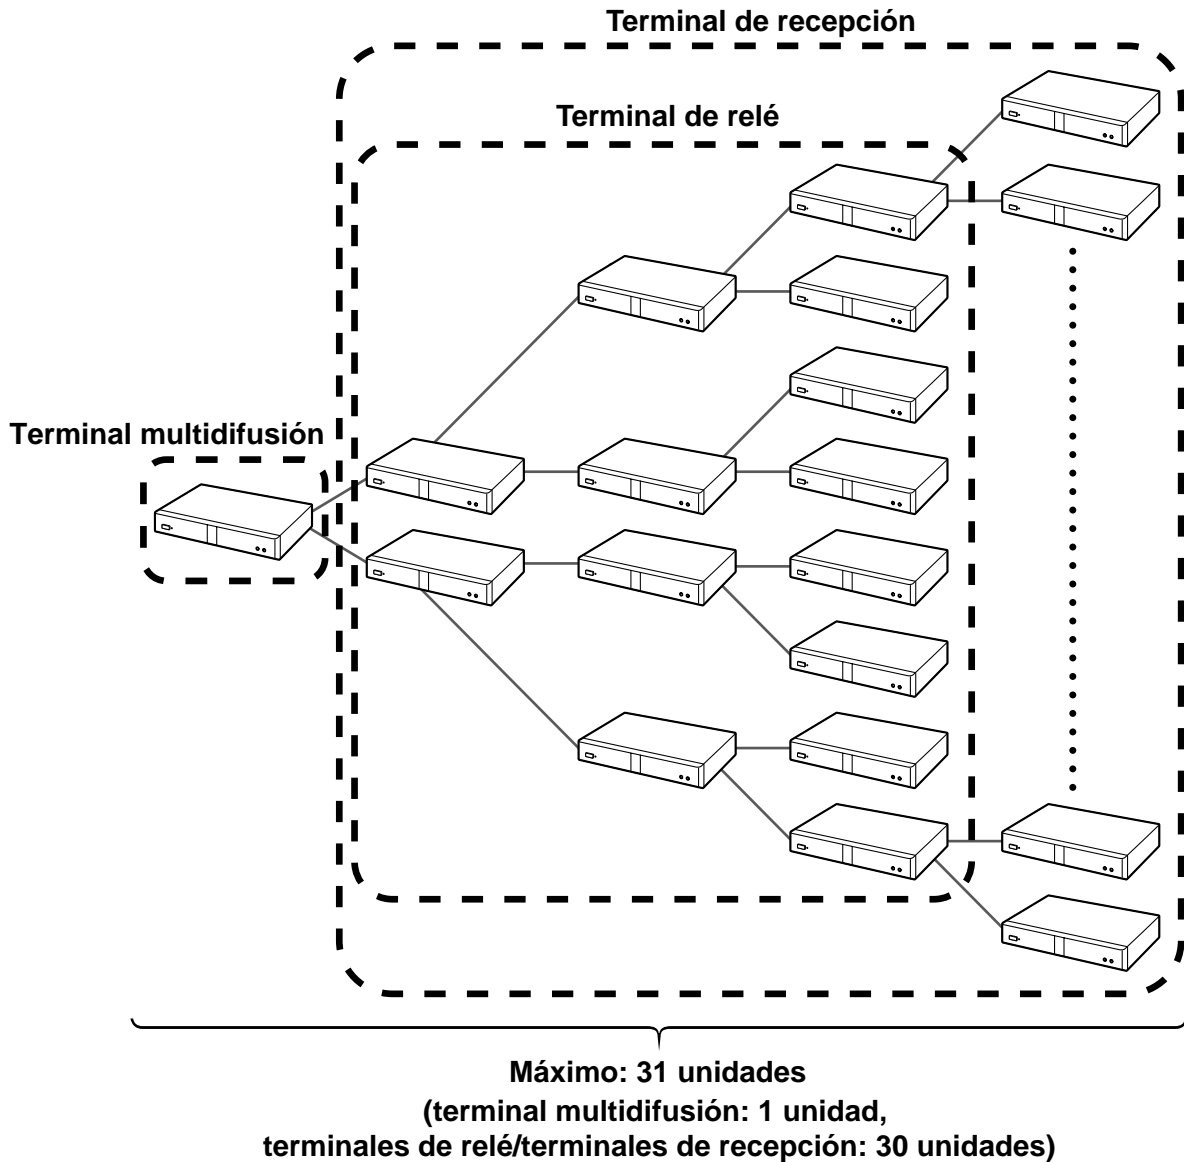 Terminal de recepción
Terminal de relé
Terminal multidifusión
Máximo: 31 unidades
(terminal multidifusión: 1 unidad,
terminales de relé/terminales de recepción: 30 unidades)